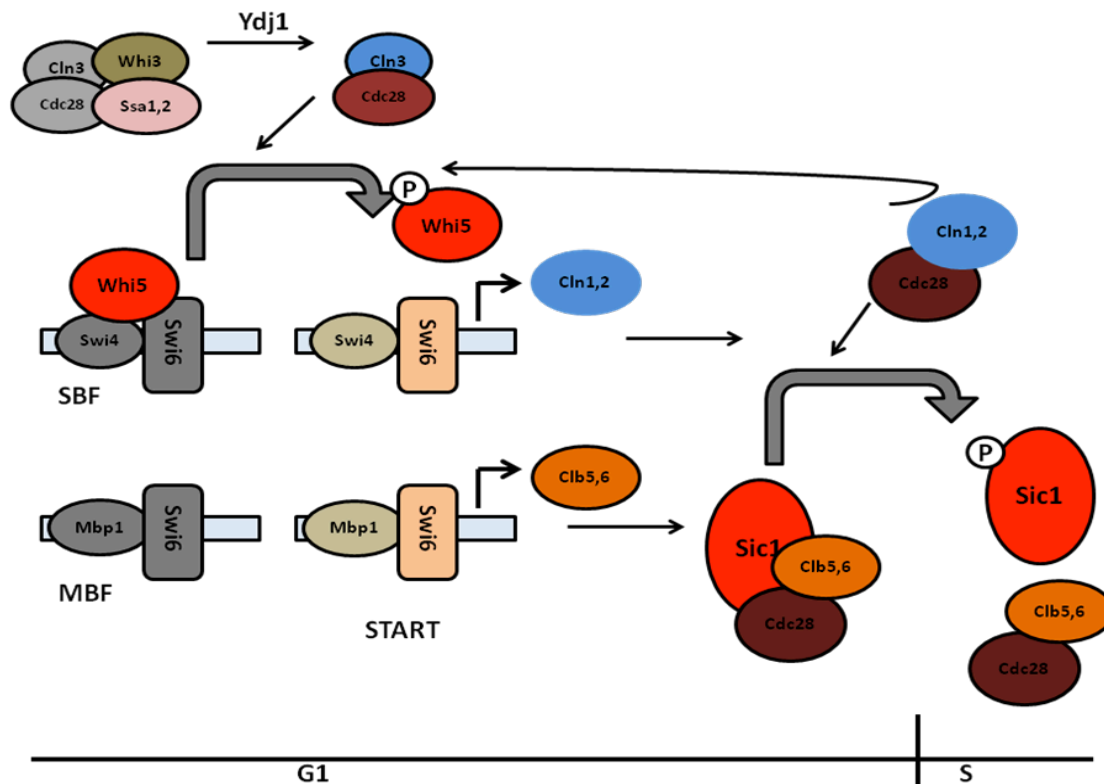 Ydj1
Cln3
Whi3
Cdc28
Ssa1,2
Cln3
Cdc28
P
Whi5
Cln1,2
Cdc28
Whi5
Swi4
Swi6
SBF
Swi4
Swi6
Cln1,2
P
Sic1
Mbp1
Swi6
MBF
Mbp1
Swi6
Clb5,6
START
Sic1
Clb5,6
Cdc28
Clb5,6
Cdc28
G1
S